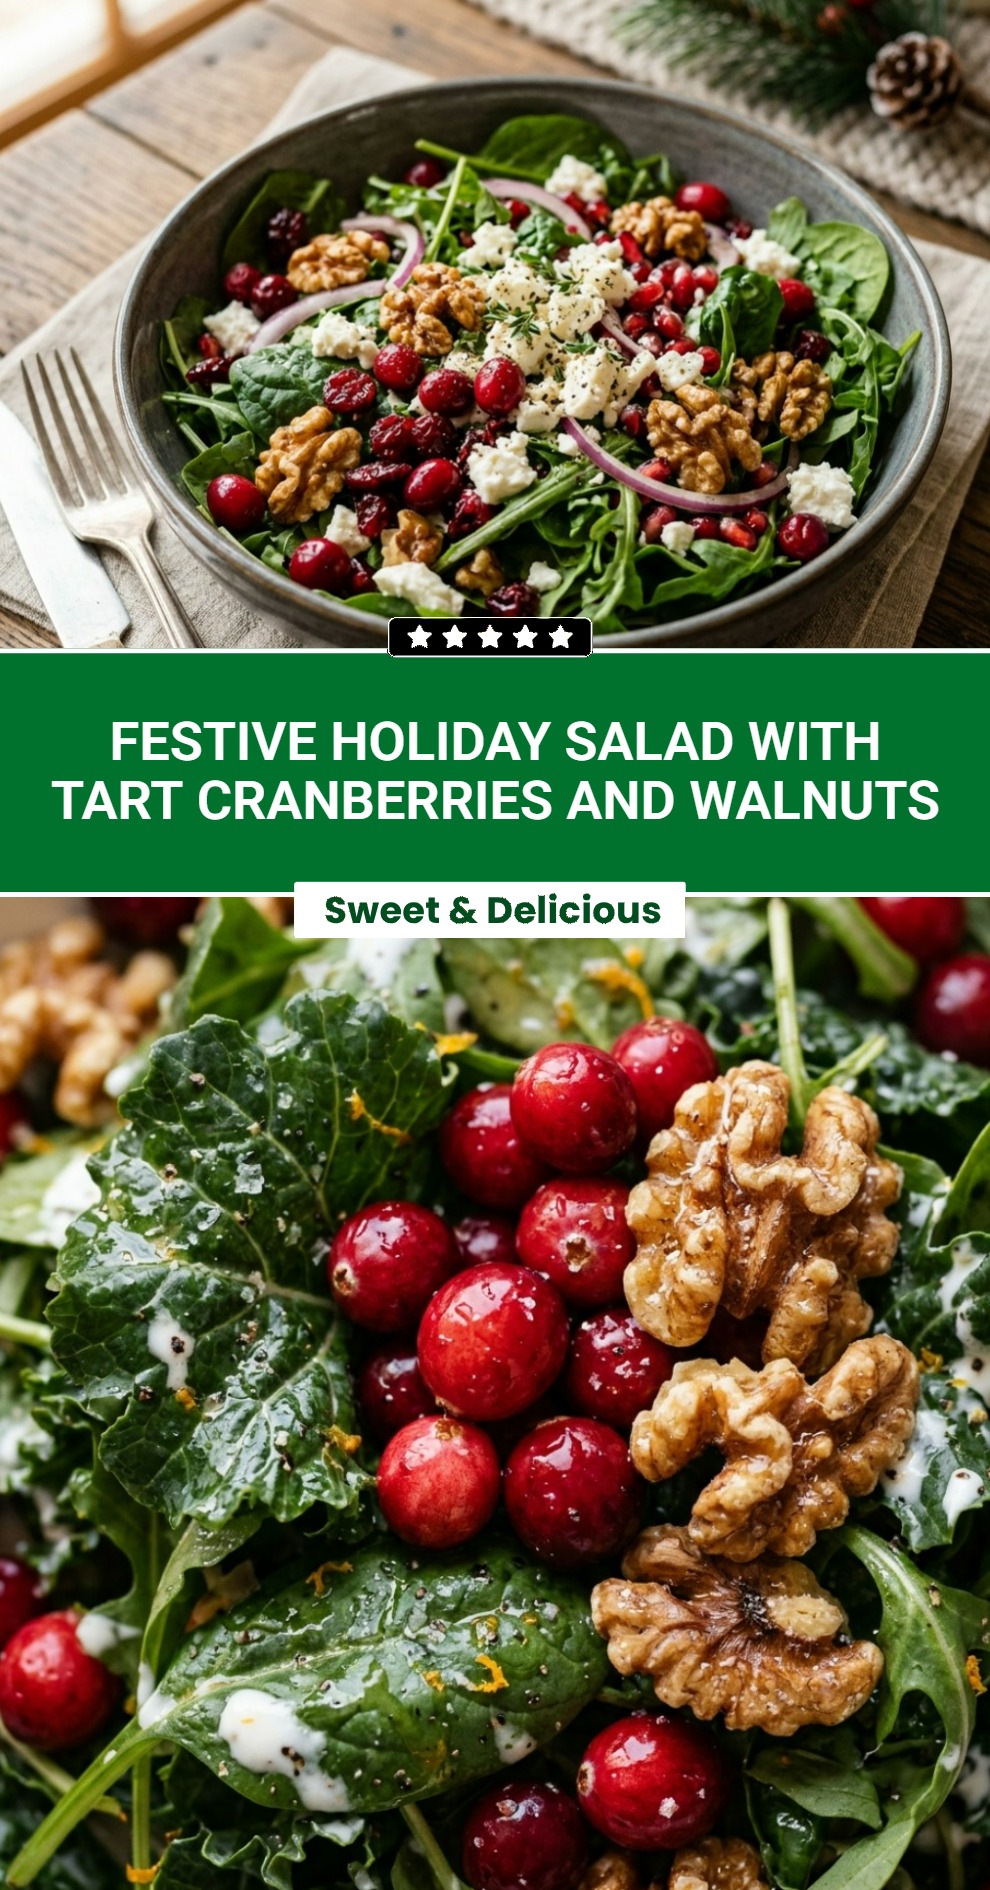 FESTIVE HOLIDAY SALAD WITH
TART CRANBERRIES AND WALNUTS
Sweet & Delicious